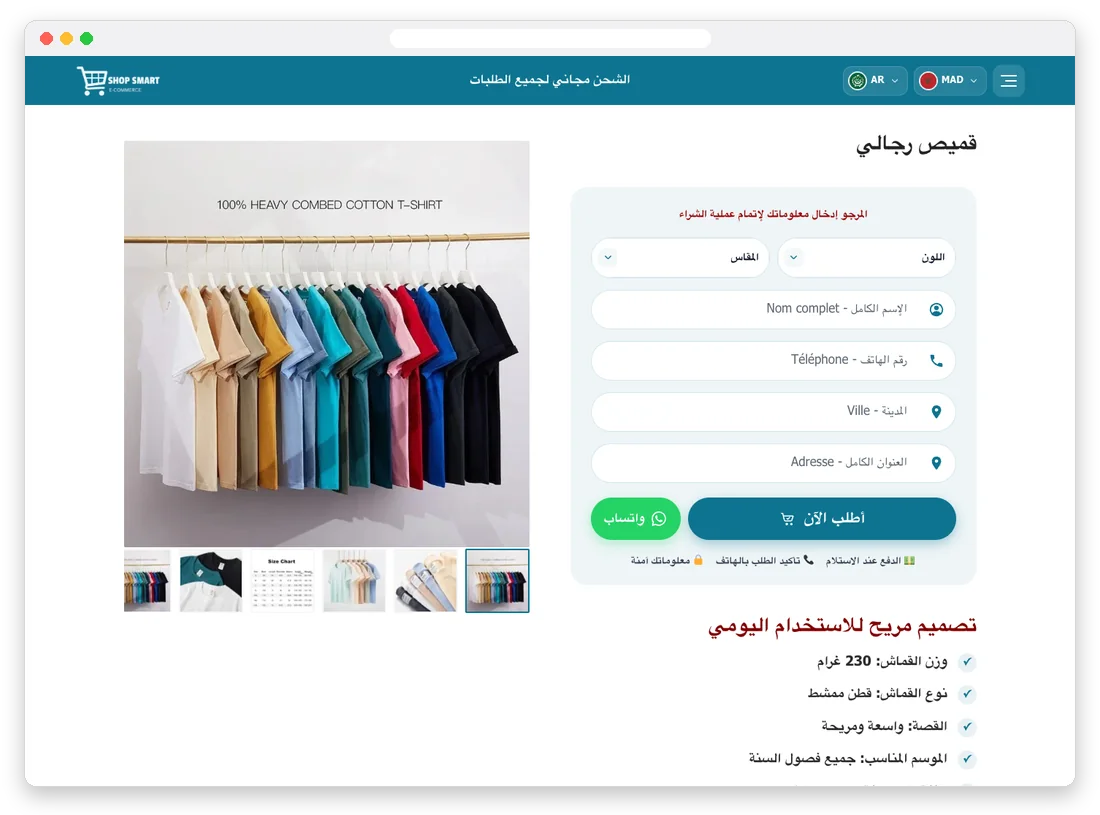 SHOP SMART
E-COMMERCE
الشحن مجاني لجميع الطلبات
AR
MAD
قميص رجالي
المرجو إدخال معلوماتك لإتمام عملية الشراء
اللون
المقاس
الإسم الكامل - Nom complet
رقم الهاتف - Téléphone
المدينة - Ville
العنوان الكامل - Adresse
أطلب الآن
واتساب
الدفع عند الاستلام
تأكيد الطلب بالهاتف
معلوماتك آمنة
100% HEAVY COMBED COTTON T-SHIRT
Size Chart
تصميم مريح للاستخدام اليومي
وزن القماش: 230 غرام
نوع القماش: قطن ممشط
القصة: واسعة ومريحة
الموسم المناسب: جميع فصول السنة